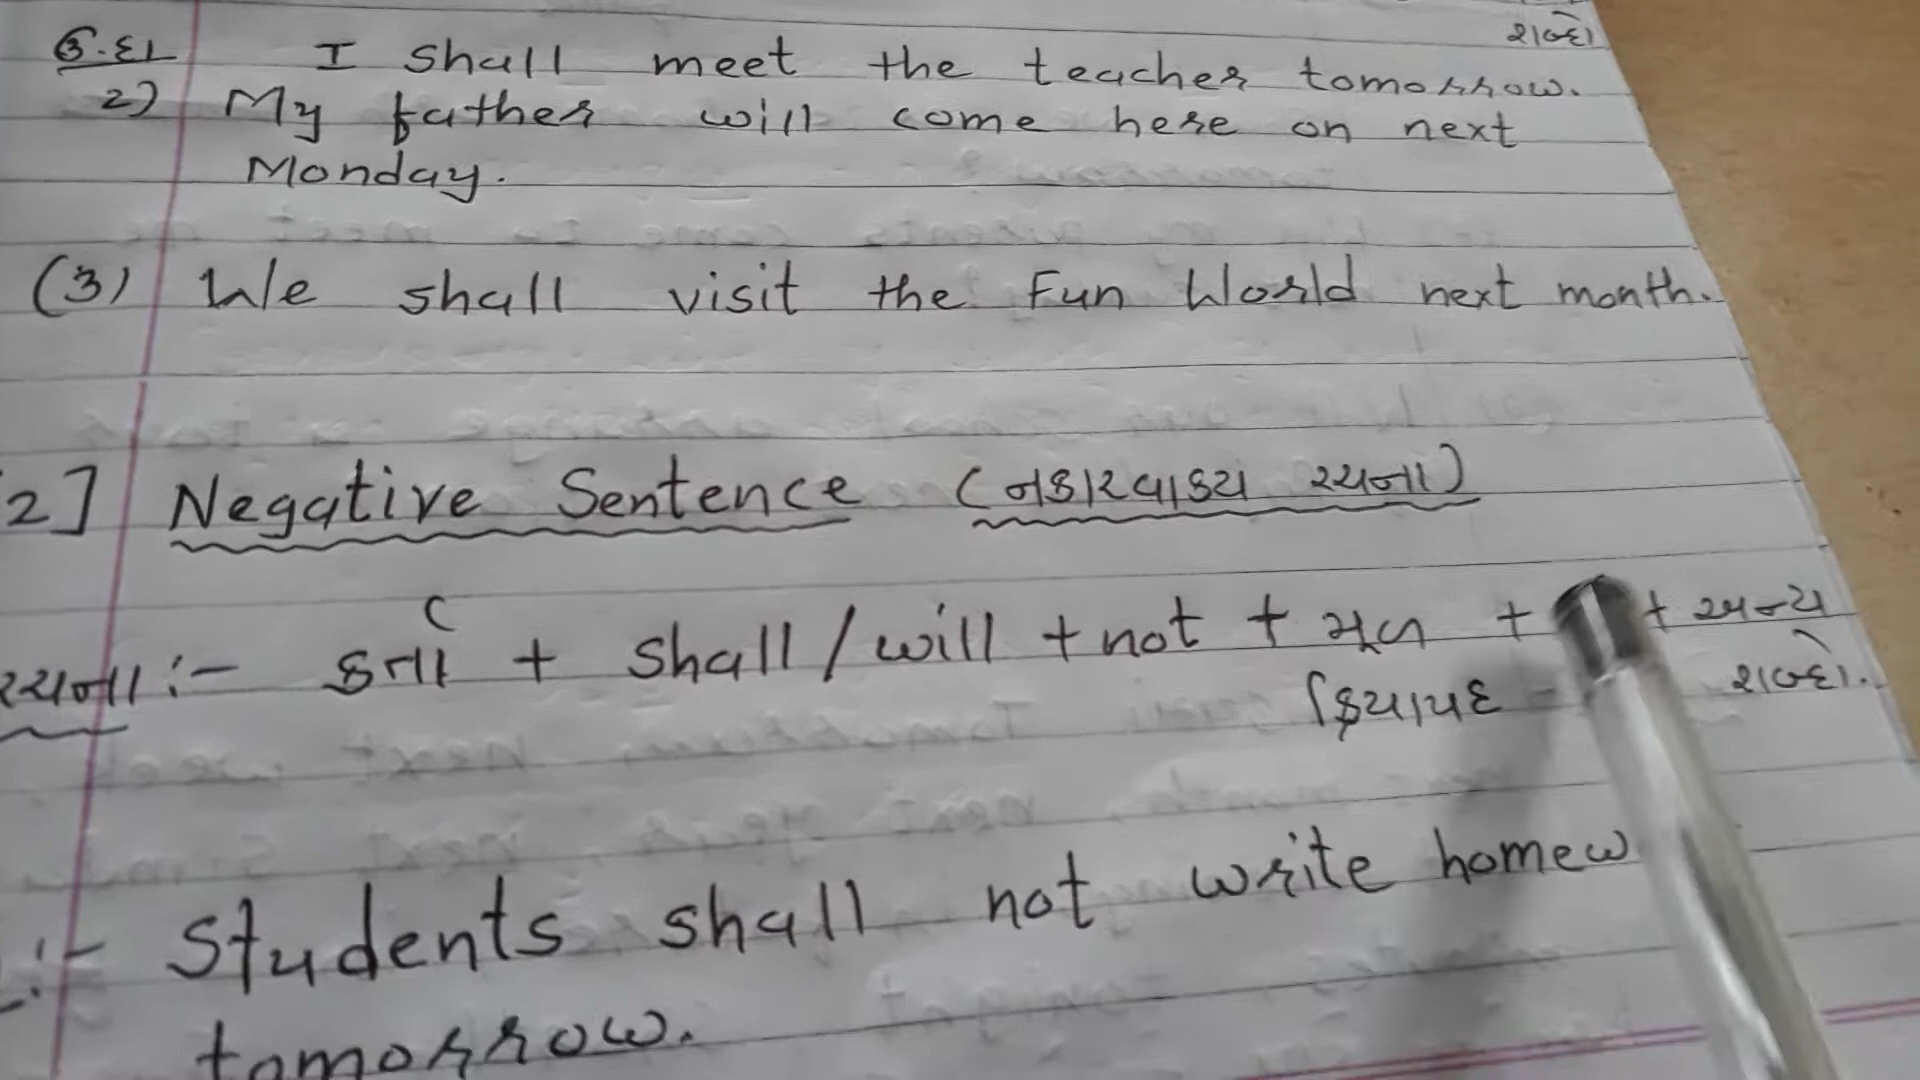 શબ્દો
ઉ.દા. I shall meet the teacher tomorrow.
2) My father will come here on next
Monday.
(3) We shall visit the Fun World next month.
2] Negative Sentence (નકારવાક્ય રચના)
રચના :- કર્તા + shall / will + not + મૂળ + + અન્ય
ક્રિયાપદ શબ્દો.
:- Students shall not write
tomorrow.